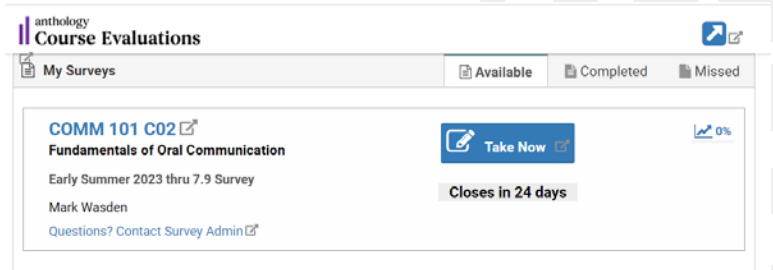 anthology
Course Evaluations
My Surveys
Available
Completed
Missed
COMM 101 C02
Fundamentals of Oral Communication
Early Summer 2023 thru 7.9 Survey
Mark Wasden
Questions? Contact Survey Admin
Take Now
Closes in 24 days
0%